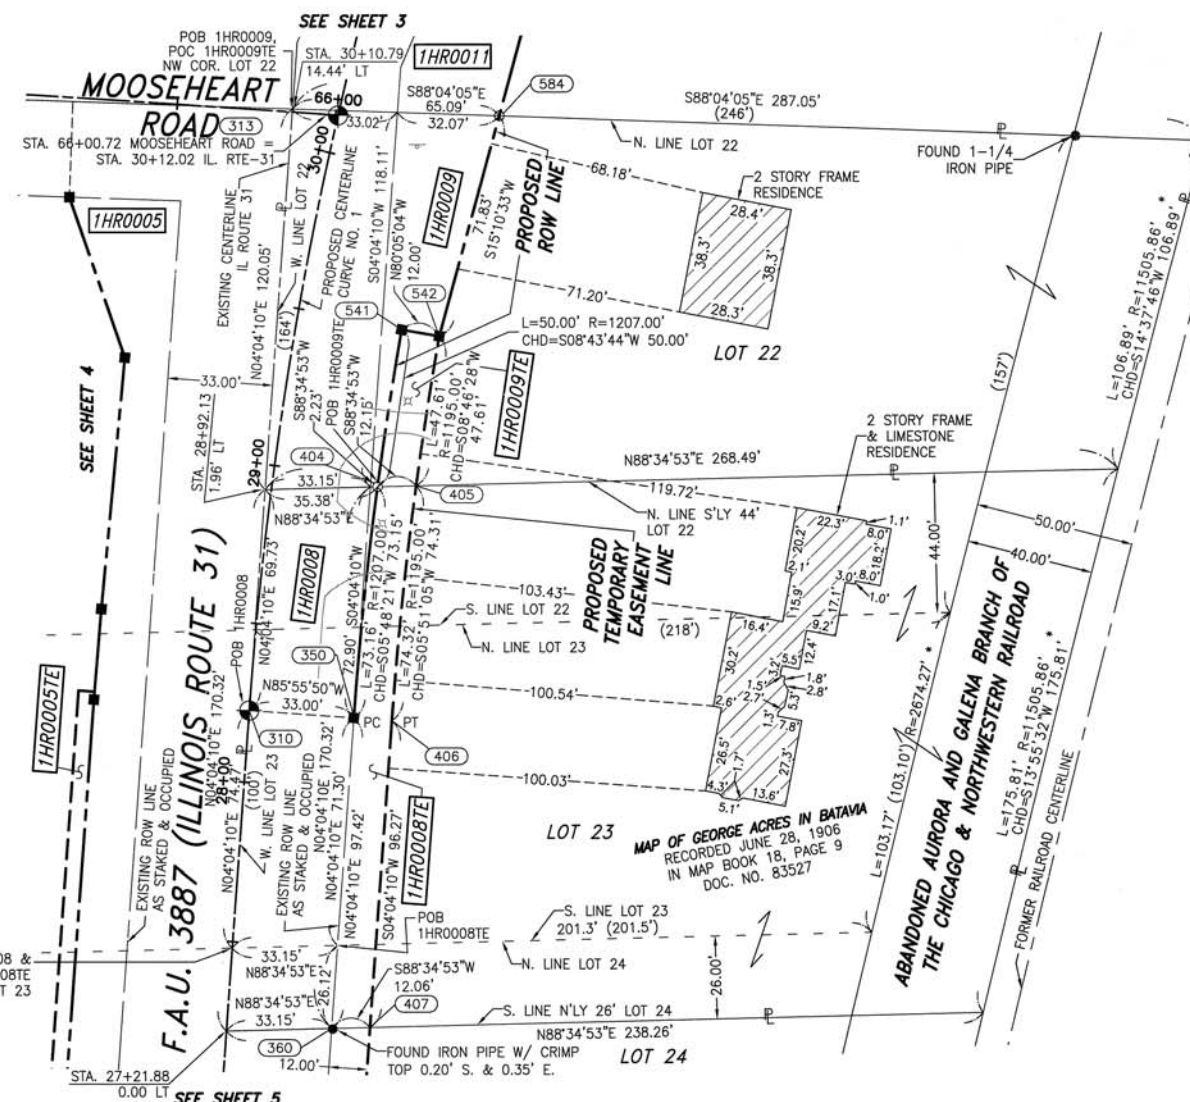 SEE SHEET 3
POB 1HR0009,
POC 1HR0009TE
NW COR. LOT 22
STA. 30+10.79
14.44' LT
1HR0011
MOOSEHEART
ROAD
313
66+00
33.02'
S88°04'05"E
65.09'
32.07'
584
S88°04'05"E 287.05'
(246')
N. LINE LOT 22
FOUND 1-1/4
IRON PIPE
STA. 66+00.72 MOOSEHEART ROAD =
STA. 30+12.02 IL. RTE-31
30+00
1HR0005
EXISTING CENTERLINE
IL ROUTE 31
N04°04'10"E 120.05'
W. LINE LOT 22
(164')
PROPOSED CENTERLINE
CURVE NO. 1
S04°04'10"W 118.11'
N80°05'04"W
12.00'
1HR0009
71.83'
S15°10'33"W
PROPOSED
ROW LINE
68.18'
2 STORY FRAME
RESIDENCE
28.4'
38.3'
38.3'
28.3'
71.20'
541
542
L=50.00' R=1207.00'
CHD=S08°43'44"W 50.00'
LOT 22
(157')
L=106.89' R=11505.86'
CHD=S14°37'46"W 106.89' *
SEE SHEET 4
33.00'
STA. 28+92.13
1.96' LT
29+00
S88°34'53"W
2.23'
POB 1HR0009TE
S88°34'53"W
12.15'
L=47.61'
R=1195.00'
CHD=S08°46'28"W
47.61'
1HR0009TE
404
33.15'
35.38'
N88°34'53"E
405
N88°34'53"E 268.49'
N. LINE S'LY 44'
LOT 22
119.72'
2 STORY FRAME
& LIMESTONE
RESIDENCE
22.3'
1.1'
8.0'
18.2'
20.2'
2.1'
3.0'
8.0'
1.0'
15.9'
17.1'
16.4'
9.2'
12.4'
30.2'
5.5'
3.2'
1.5'
1.8'
2.8'
2.7'
5.3'
1.3'
7.8'
2.6'
26.5'
1.7'
27.3'
4.3'
13.6'
5.1'
44.00'
50.00'
40.00'
1HR0008
POB 1HR0008
N04°04'10"E 69.73'
L=73.16' R=1207.00'
CHD=S05°48'21"W 73.15'
72.90' S04°04'10"W
L=74.32' R=1195.00'
CHD=S05°51'05"W 74.31'
PROPOSED
TEMPORARY
EASEMENT
LINE
103.43'
S. LINE LOT 22
N. LINE LOT 23
(218')
350
N85°55'50"W
33.00'
PC
PT
310
406
100.54'
100.03'
1HR0005TE
EXISTING ROW LINE
AS STAKED & OCCUPIED
F.A.U. 3887 (ILLINOIS ROUTE 31)
N04°04'10"E 170.32'
28+00
N04°04'10"E 74.47'
(100')
W. LINE LOT 23
EXISTING ROW LINE
AS STAKED & OCCUPIED
N04°04'10E 170.32'
N04°04'10"E 71.30'
N04°04'10"E 97.42'
S04°04'10"W 96.27'
1HR0008TE
LOT 23
MAP OF GEORGE ACRES IN BATAVIA
RECORDED JUNE 28, 1906
IN MAP BOOK 18, PAGE 9
DOC. NO. 83527
L=103.17' (103.10') R=2674.27' *
ABANDONED AURORA AND GALENA BRANCH OF
THE CHICAGO & NORTHWESTERN RAILROAD
L=175.81' R=11505.86' *
CHD=S13°55'32"W 175.81'
FORMER RAILROAD CENTERLINE
POB
1HR0008TE
S. LINE LOT 23
201.3' (201.5')
N. LINE LOT 24
08 &
08TE
T 23
33.15'
N88°34'53"E
26.12'
S88°34'53"W
12.06'
26.00'
N88°34'53"E
33.15'
407
S. LINE N'LY 26' LOT 24
N88°34'53"E 238.26'
360
12.00'
FOUND IRON PIPE W/ CRIMP
TOP 0.20' S. & 0.35' E.
LOT 24
STA. 27+21.88
0.00 LT
SEE SHEET 5